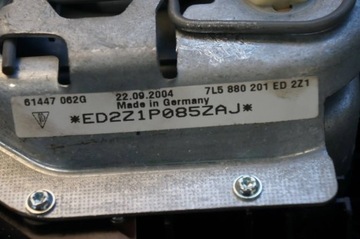 61447 062G 22.09.2004 7L5 880 201 ED 2Z1
Made in Germany
*ED2Z1P085ZAJ*